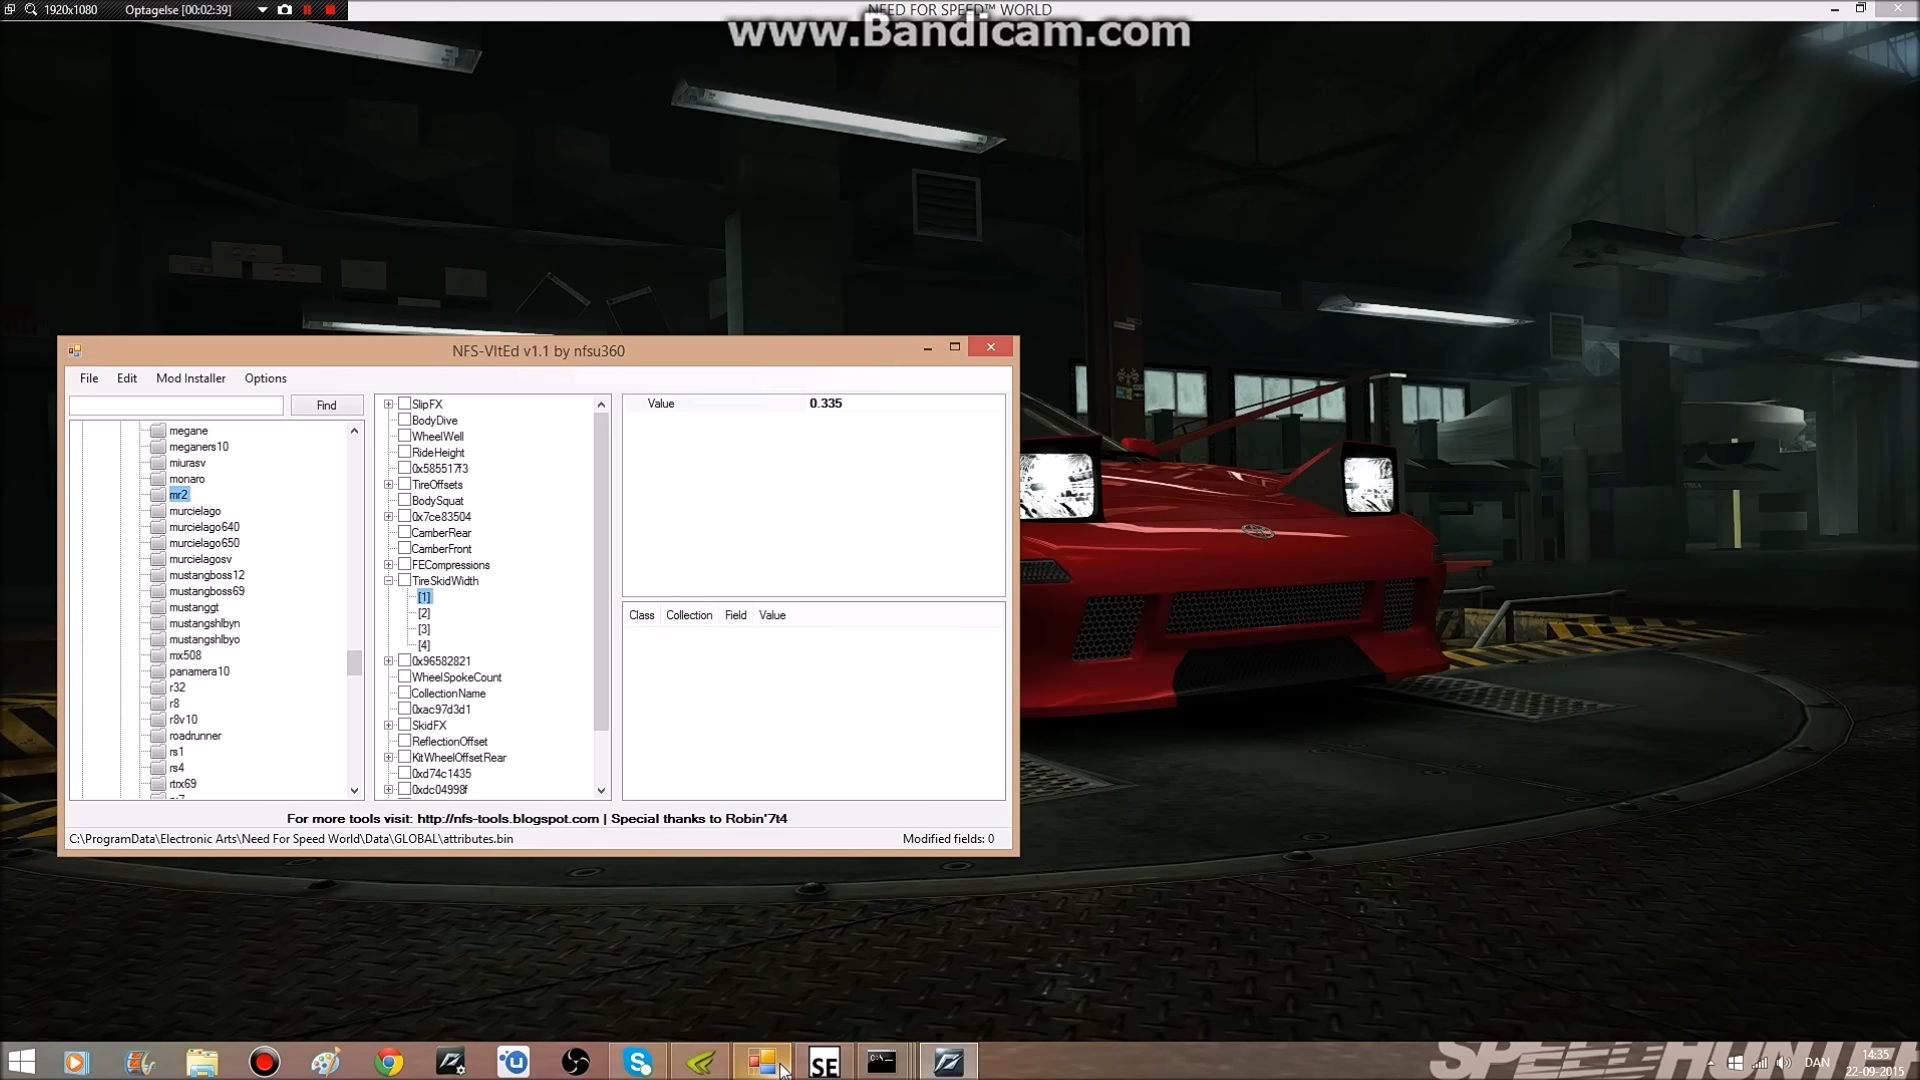 1920x1080 Optagelse [00:02:39]
NEED FOR SPEED™ WORLD
www.Bandicam.com
NFS-VltEd v1.1 by nfsu360
File Edit Mod Installer Options
Find
megane
meganers10
miurasv
monaro
mr2
murcielago
murcielago640
murcielago650
murcielagosv
mustangboss12
mustangboss69
mustanggt
mustangshlbyn
mustangshlbyo
mx508
panamera10
r32
r8
r8v10
roadrunner
rs1
rs4
rtrx69
SlipFX
BodyDive
WheelWell
RideHeight
0x585517f3
TireOffsets
BodySquat
0x7ce83504
CamberRear
CamberFront
FECompressions
TireSkidWidth
[1]
[2]
[3]
[4]
0x96582821
WheelSpokeCount
CollectionName
0xac97d3d1
SkidFX
ReflectionOffset
KitWheelOffsetRear
0xd74c1435
0xdc04998f
Value 0.335
Class Collection Field Value
For more tools visit: http://nfs-tools.blogspot.com | Special thanks to Robin'7t4
C:\ProgramData\Electronic Arts\Need For Speed World\Data\GLOBAL\attributes.bin
Modified fields: 0
SPEEDHUNTER
SE
DAN
14:35
22-09-2015